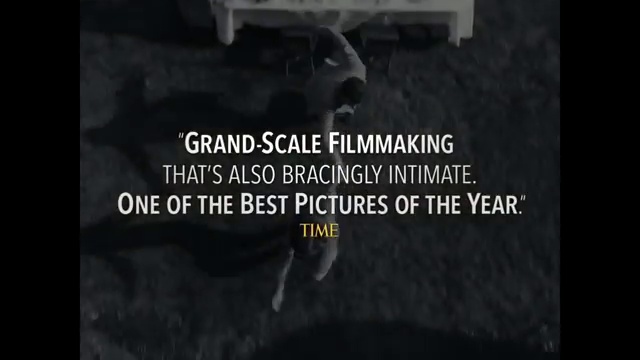 "GRAND-SCALE FILMMAKING
THAT'S ALSO BRACINGLY INTIMATE.
ONE OF THE BEST PICTURES OF THE YEAR."
TIME